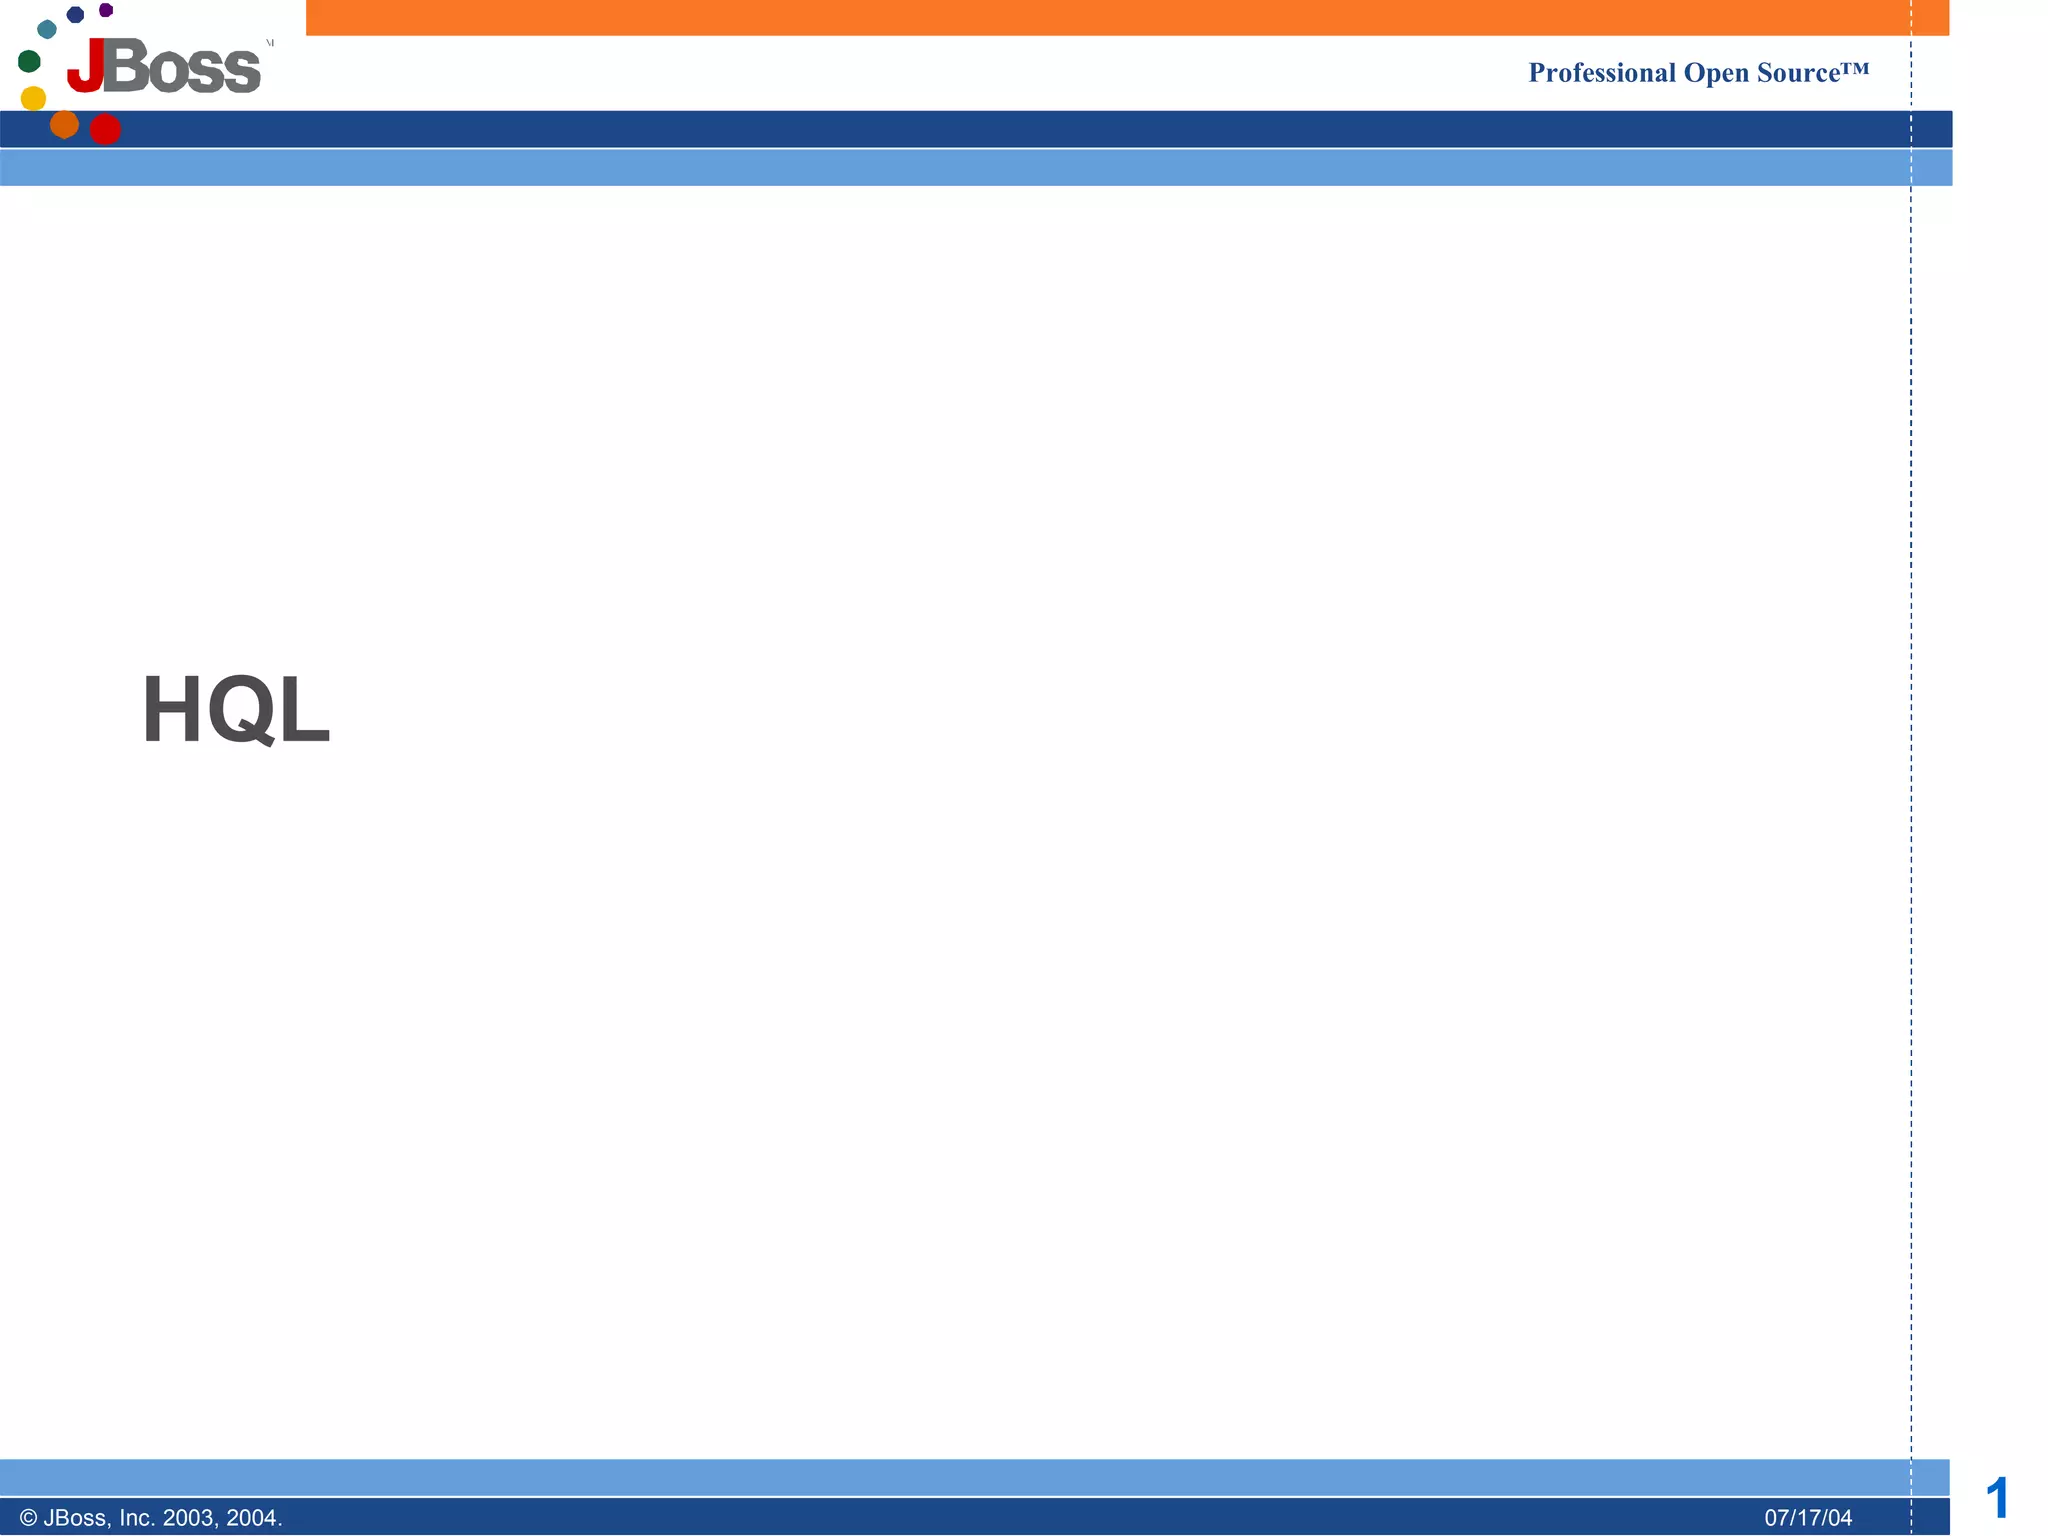 JBoss
Professional Open Source™
HQL
© JBoss, Inc. 2003, 2004.
07/17/04
1